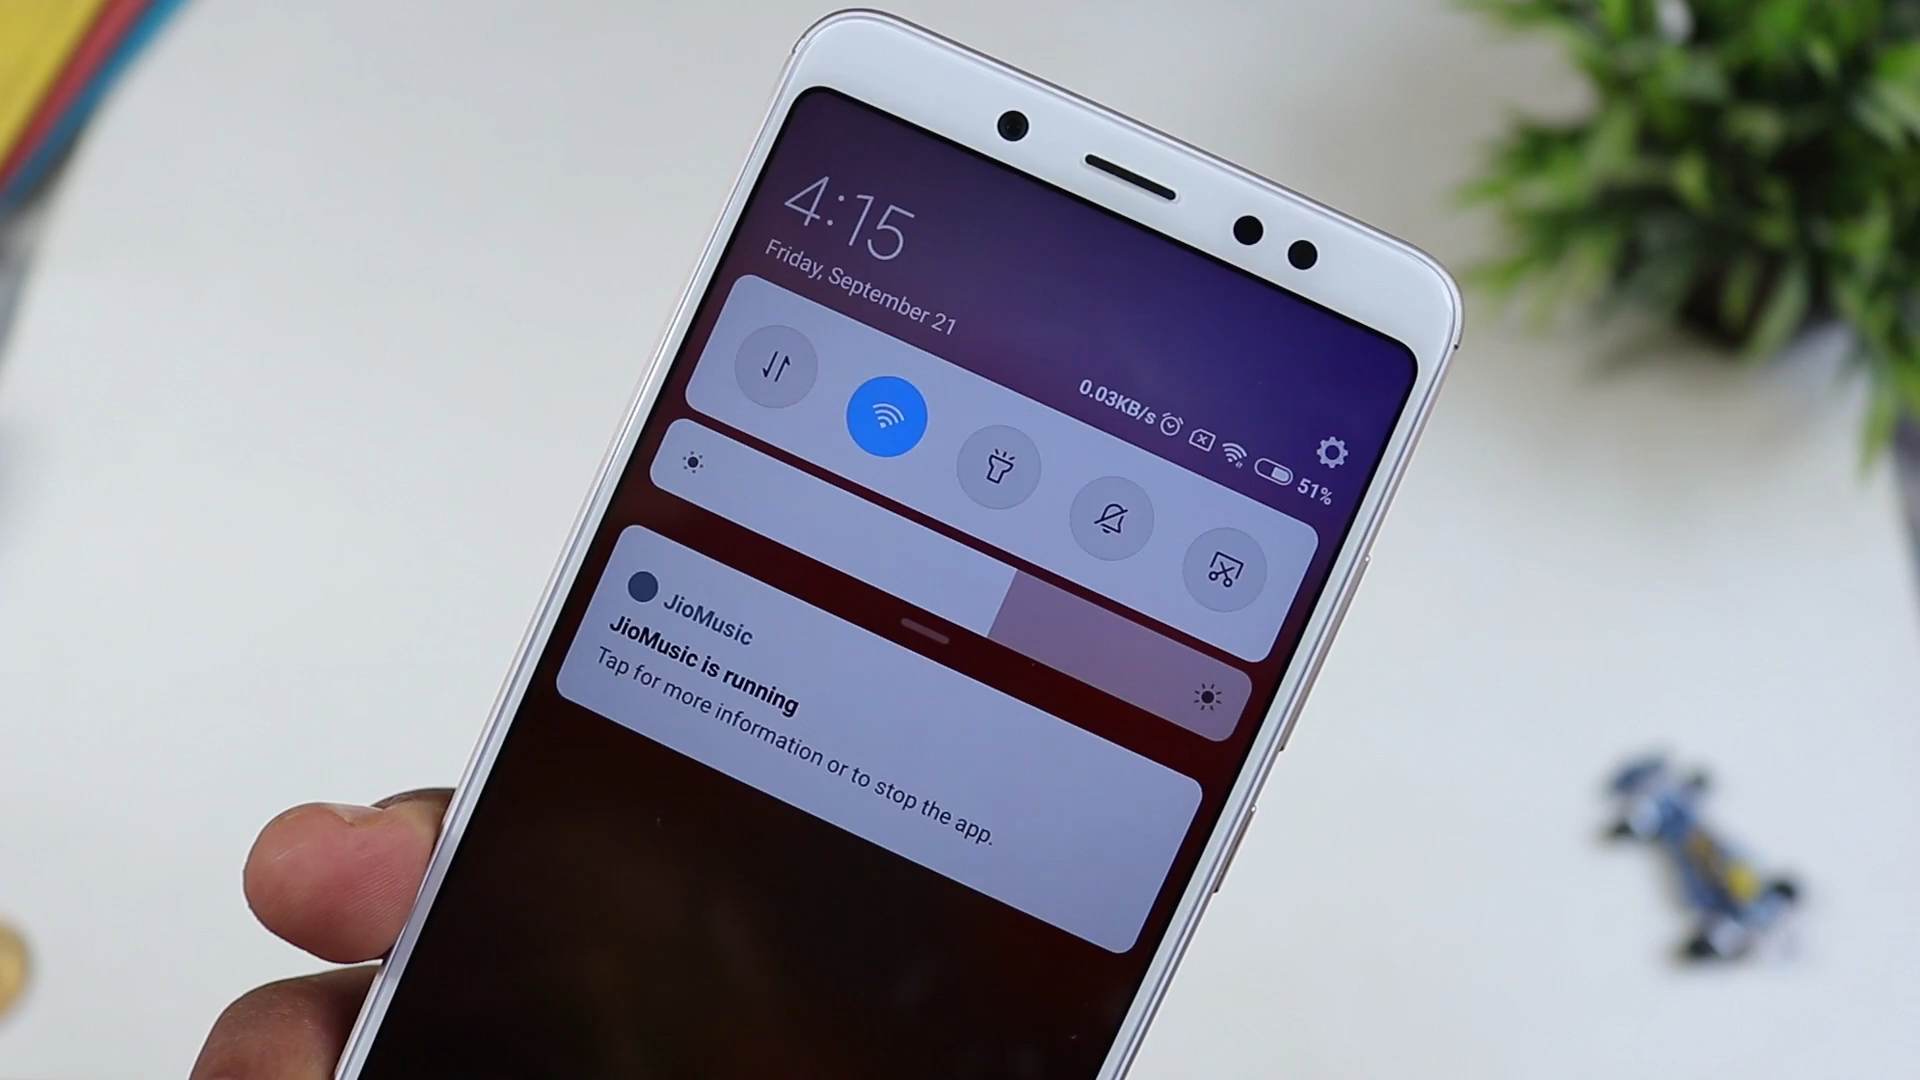 4:15
Friday, September 21
0.03KB/s
51%
JioMusic
JioMusic is running
Tap for more information or to stop the app.